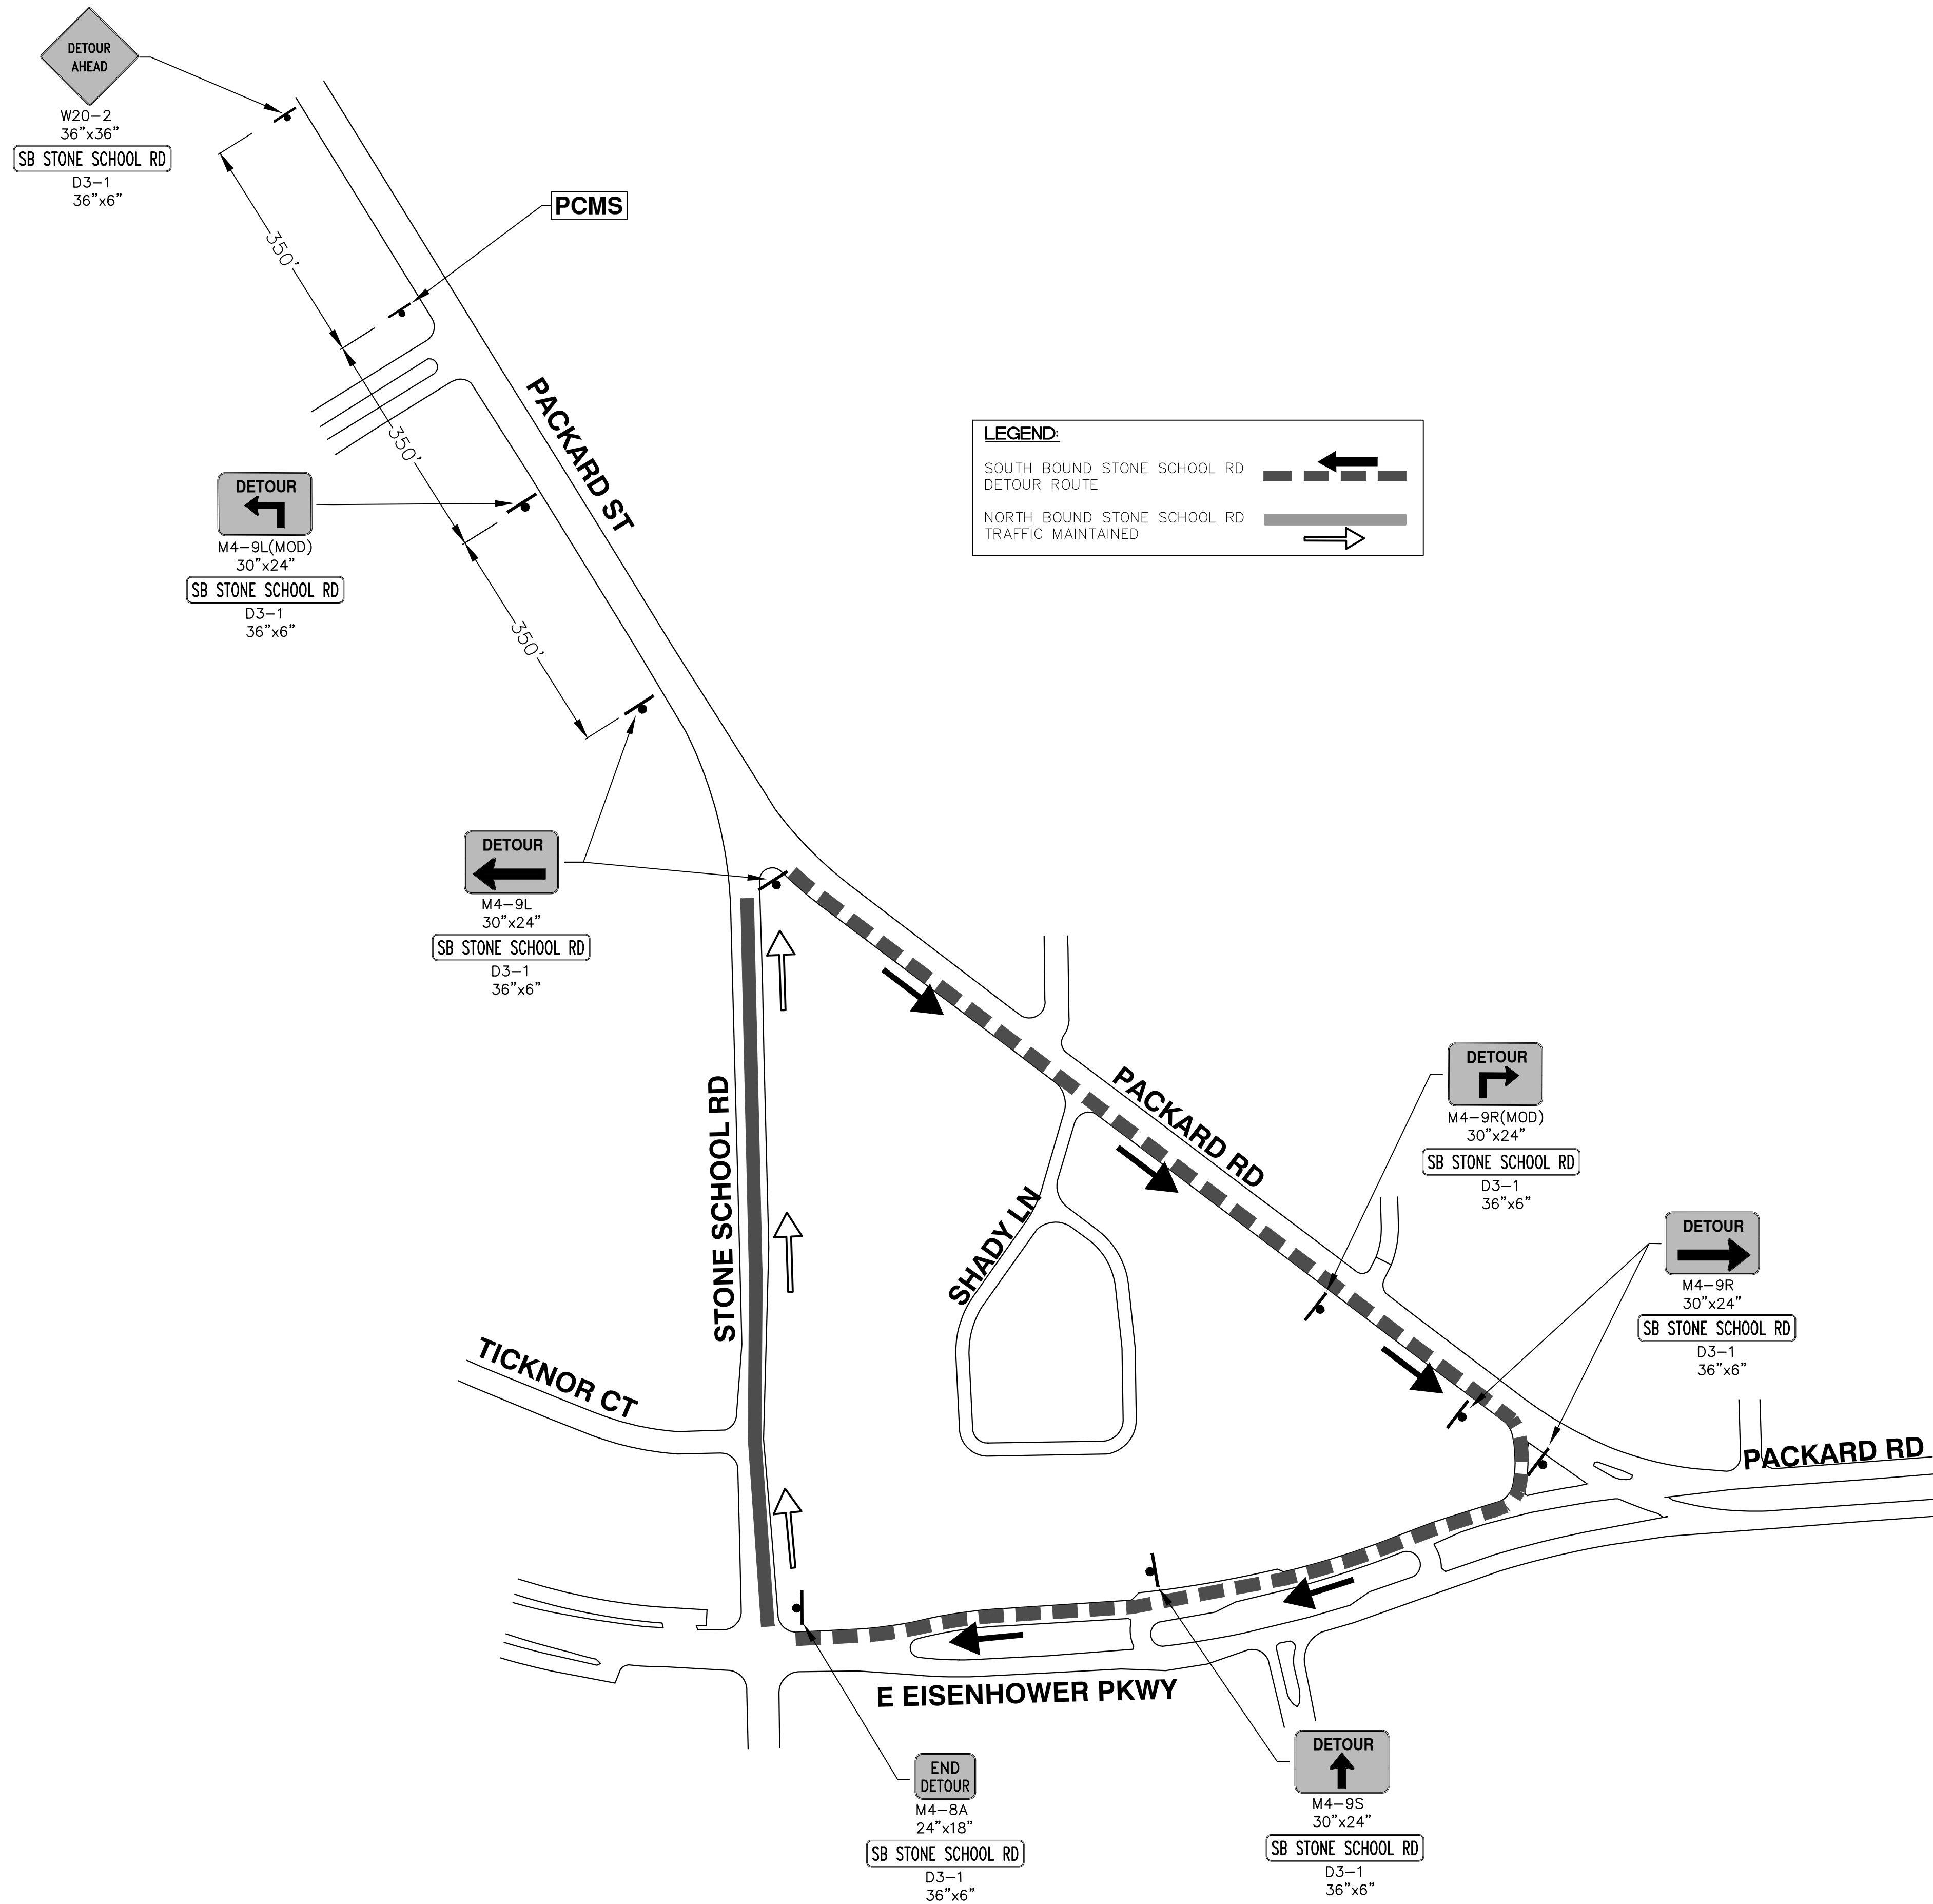 DETOUR
AHEAD
W20-2
36"x36"
SB STONE SCHOOL RD
D3-1
36"x6"
350'
PCMS
350'
PACKARD ST
DETOUR
M4-9L(MOD)
30"x24"
SB STONE SCHOOL RD
D3-1
36"x6"
350'
LEGEND:
SOUTH BOUND STONE SCHOOL RD
DETOUR ROUTE
NORTH BOUND STONE SCHOOL RD
TRAFFIC MAINTAINED
DETOUR
M4-9L
30"x24"
SB STONE SCHOOL RD
D3-1
36"x6"
STONE SCHOOL RD
PACKARD RD
SHADY LN
DETOUR
M4-9R(MOD)
30"x24"
SB STONE SCHOOL RD
D3-1
36"x6"
DETOUR
M4-9R
30"x24"
SB STONE SCHOOL RD
D3-1
36"x6"
TICKNOR CT
PACKARD RD
E EISENHOWER PKWY
END
DETOUR
M4-8A
24"x18"
SB STONE SCHOOL RD
D3-1
36"x6"
DETOUR
M4-9S
30"x24"
SB STONE SCHOOL RD
D3-1
36"x6"